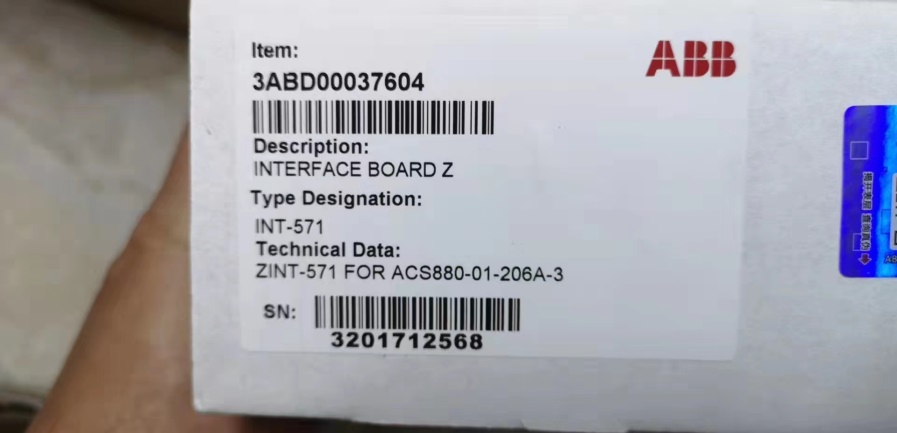 Item:
ABB
3ABD00037604
Description:
INTERFACE BOARD Z
Type Designation:
INT-571
Technical Data:
ZINT-571 FOR ACS880-01-206A-3
SN:
3201712568